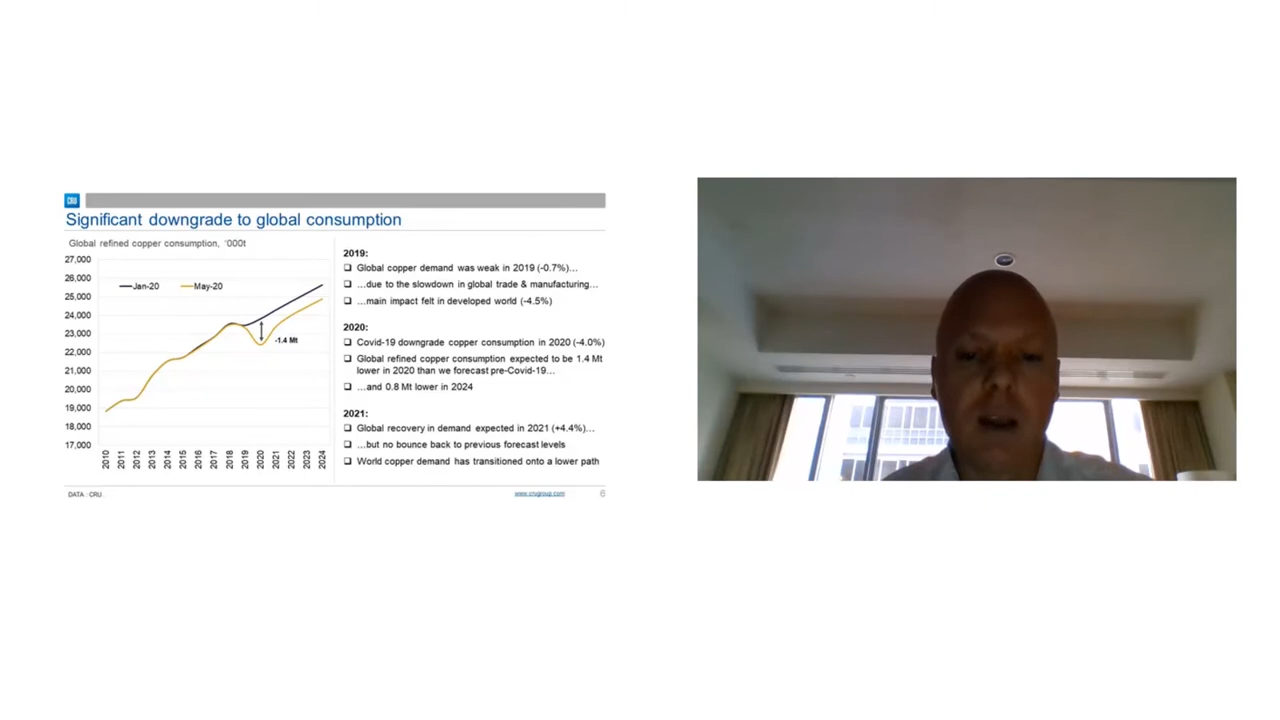 CRU
Significant downgrade to global consumption
Global refined copper consumption, '000t
27,000
26,000
25,000
24,000
23,000
22,000
21,000
20,000
19,000
18,000
17,000
Jan-20 May-20
-1.4 Mt
2010 2011 2012 2013 2014 2015 2016 2017 2018 2019 2020 2021 2022 2023 2024
2019:
Global copper demand was weak in 2019 (-0.7%)…
…due to the slowdown in global trade & manufacturing…
…main impact felt in developed world (-4.5%)
2020:
Covid-19 downgrade copper consumption in 2020 (-4.0%)
Global refined copper consumption expected to be 1.4 Mt
lower in 2020 than we forecast pre-Covid-19…
…and 0.8 Mt lower in 2024
2021:
Global recovery in demand expected in 2021 (+4.4%)…
…but no bounce back to previous forecast levels
World copper demand has transitioned onto a lower path
DATA: CRU
www.crugroup.com
6